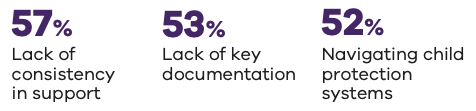 57%
Lack of
consistency
in support
53%
Lack of key
documentation
52%
Navigating child
protection
systems